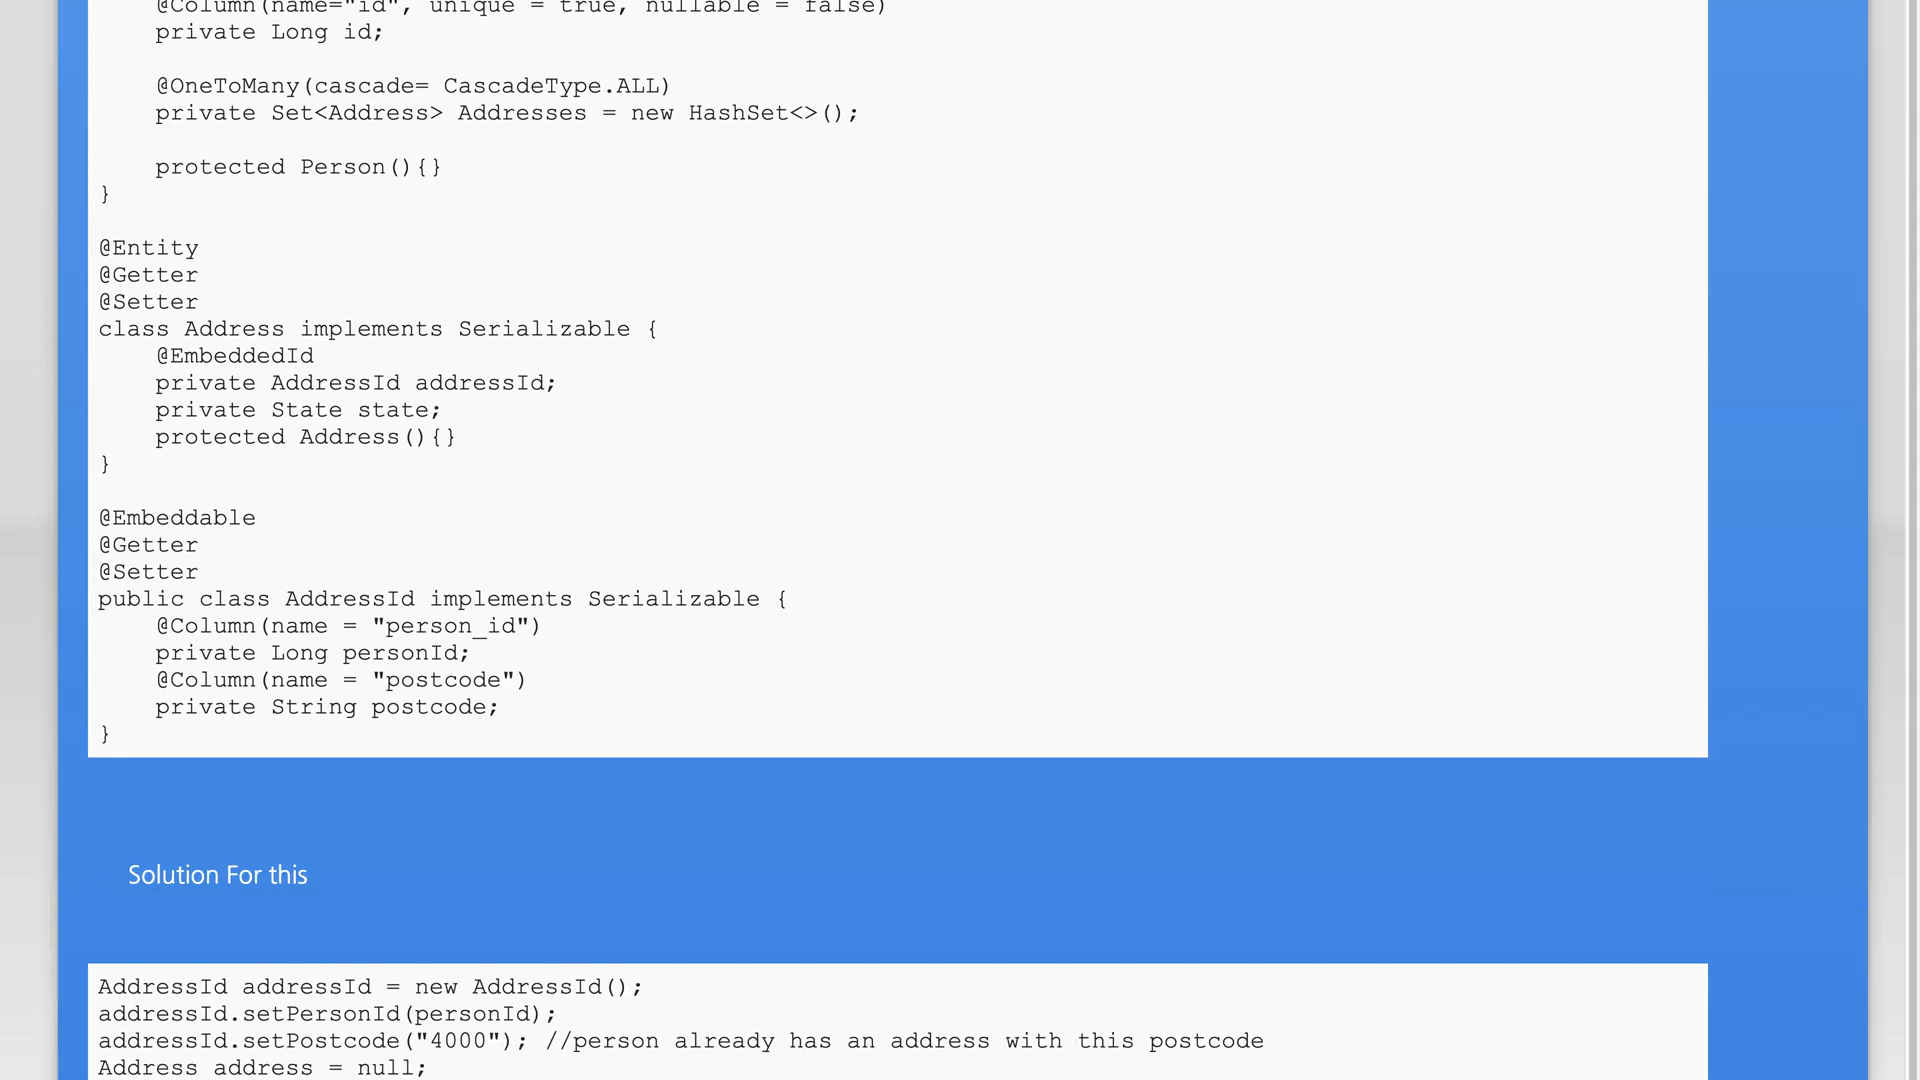 @Column(name="id", unique = true, nullable = false)
private Long id;
@OneToMany(cascade= CascadeType.ALL)
private Set<Address> Addresses = new HashSet<>();
protected Person(){}
}
@Entity
@Getter
@Setter
class Address implements Serializable {
@EmbeddedId
private AddressId addressId;
private State state;
protected Address(){}
}
@Embeddable
@Getter
@Setter
public class AddressId implements Serializable {
@Column(name = "person_id")
private Long personId;
@Column(name = "postcode")
private String postcode;
}
Solution For this
AddressId addressId = new AddressId();
addressId.setPersonId(personId);
addressId.setPostcode("4000"); //person already has an address with this postcode
Address address = null;